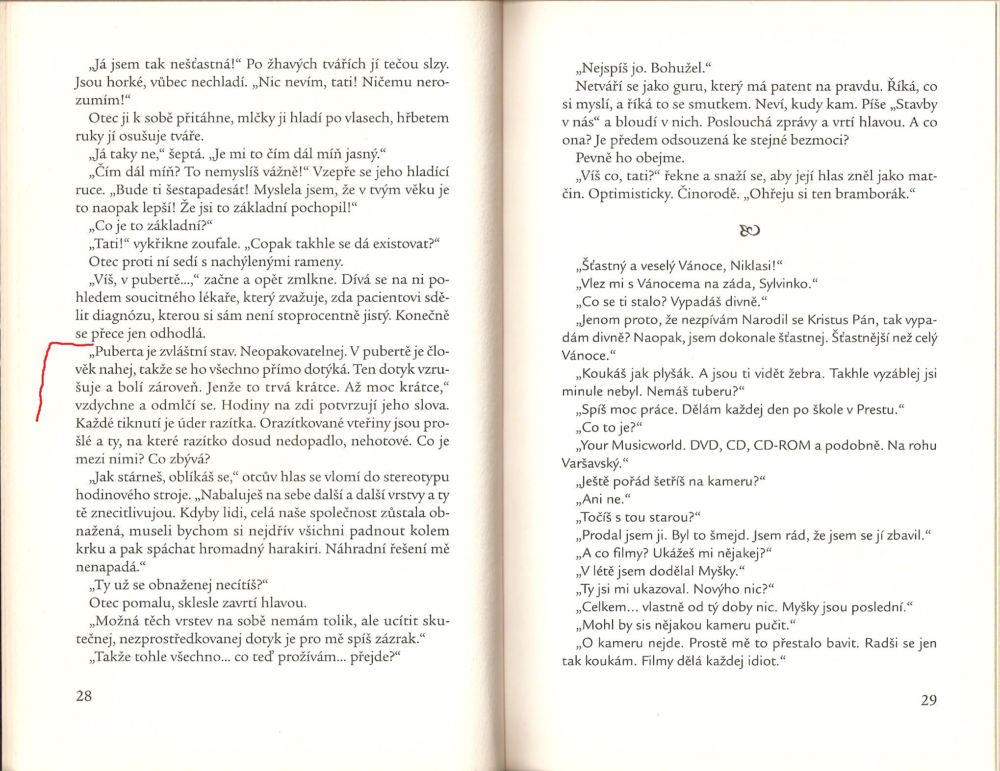 „Já jsem tak nešťastná!“ Po žhavých tvářích jí tečou slzy.
Jsou horké, vůbec nechladí. „Nic nevím, tati! Ničemu nero-
zumím!“
Otec ji k sobě přitáhne, mlčky ji hladí po vlasech, hřbetem
ruky jí osušuje tváře.
„Já taky ne,“ šeptá. „Je mi to čím dál míň jasný.“
„Čím dál míň? To nemyslíš vážně!“ Vzepře se jeho hladící
ruce. „Bude ti šestapadesát! Myslela jsem, že v tvým věku je
to naopak lepší! Že jsi to základní pochopil!“
„Co je to základní?“
„Tati!“ vykřikne zoufale. „Copak takhle se dá existovat?“
Otec proti ní sedí s nachýlenými rameny.
„Víš, v pubertě...,“ začne a opět zmlkne. Dívá se na ni po-
hledem soucitného lékaře, který zvažuje, zda pacientovi sdě-
lit diagnózu, kterou si sám není stoprocentně jistý. Konečně
se přece jen odhodlá.
„Puberta je zvláštní stav. Neopakovatelnej. V pubertě je člo-
věk nahej, takže se ho všechno přímo dotýká. Ten dotyk vzru-
šuje a bolí zároveň. Jenže to trvá krátce. Až moc krátce,“
vzdychne a odmlčí se. Hodiny na zdi potvrzují jeho slova.
Každé tiknutí je úder razítka. Orazítkované vteřiny jsou pro-
šlé a ty, na které razítko dosud nedopadlo, nehotové. Co je
mezi nimi? Co zbývá?
„Jak stárneš, oblíkáš se,“ otcův hlas se vlomí do stereotypu
hodinového stroje. „Nabaluješ na sebe další a další vrstvy a ty
tě znecitlivujou. Kdyby lidi, celá naše společnost zůstala ob-
nažená, museli bychom si nejdřív všichni padnout kolem
krku a pak spáchat hromadný harakiri. Náhradní řešení mě
nenapadá.“
„Ty už se obnaženej necítíš?“
Otec pomalu, sklesle zavrtí hlavou.
„Možná těch vrstev na sobě nemám tolik, ale ucítit sku-
tečnej, nezprostředkovanej dotyk je pro mě spíš zázrak.“
„Takže tohle všechno... co teď prožívám... přejde?“
28
„Nejspíš jo. Bohužel.“
Netváří se jako guru, který má patent na pravdu. Říká, co
si myslí, a říká to se smutkem. Neví, kudy kam. Píše „Stavby
v nás“ a bloudí v nich. Poslouchá zprávy a vrtí hlavou. A co
ona? Je předem odsouzená ke stejné bezmoci?
Pevně ho obejme.
„Víš co, tati?“ řekne a snaží se, aby její hlas zněl jako mat-
čin. Optimisticky. Činorodě. „Ohřeju si ten bramborák.“
„Šťastný a veselý Vánoce, Niklasi!“
„Vlez mi s Vánocema na záda, Sylvinko.“
„Co se ti stalo? Vypadáš divně.“
„Jenom proto, že nezpívám Narodil se Kristus Pán, tak vypa-
dám divně? Naopak, jsem dokonale šťastnej. Šťastnější než celý
Vánoce.“
„Koukáš jak plyšák. A jsou ti vidět žebra. Takhle vyzáblej jsi
minule nebyl. Nemáš tuberu?“
„Spíš moc práce. Dělám každej den po škole v Prestu.“
„Co to je?“
„Your Musicworld. DVD, CD, CD-ROM a podobně. Na rohu
Varšavský.“
„Ještě pořád šetříš na kameru?“
„Ani ne.“
„Točíš s tou starou?“
„Prodal jsem ji. Byl to šmejd. Jsem rád, že jsem se jí zbavil.“
„A co filmy? Ukážeš mi nějakej?“
„V létě jsem dodělal Myšky.“
„Ty jsi mi ukazoval. Novýho nic?“
„Celkem... vlastně od tý doby nic. Myšky jsou poslední.“
„Mohl by sis nějakou kameru pučit.“
„O kameru nejde. Prostě mě to přestalo bavit. Radši se jen
tak koukám. Filmy dělá každej idiot.“
29